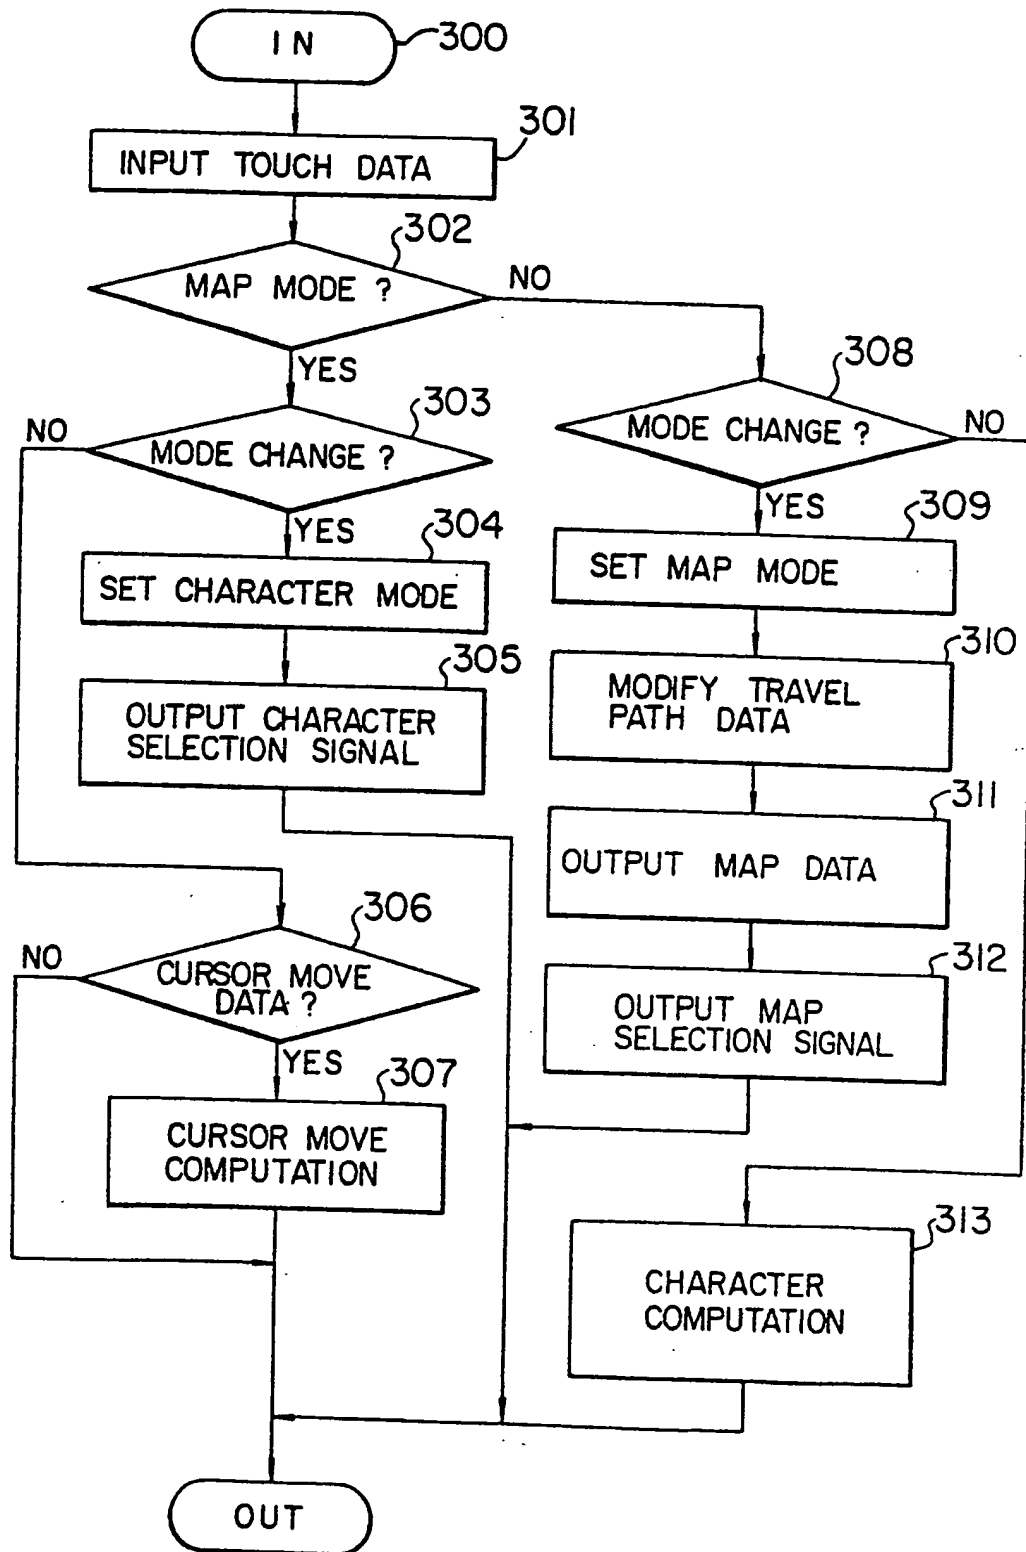 IN
300
301
INPUT TOUCH DATA
302
MAP MODE ?
NO
YES
308
303
NO
MODE CHANGE ?
MODE CHANGE ?
NO
YES
YES
304
309
SET CHARACTER MODE
SET MAP MODE
305
310
OUTPUT CHARACTER
SELECTION SIGNAL
MODIFY TRAVEL
PATH DATA
311
OUTPUT MAP DATA
306
NO
CURSOR MOVE
DATA ?
312
OUTPUT MAP
SELECTION SIGNAL
YES
307
CURSOR MOVE
COMPUTATION
313
CHARACTER
COMPUTATION
OUT